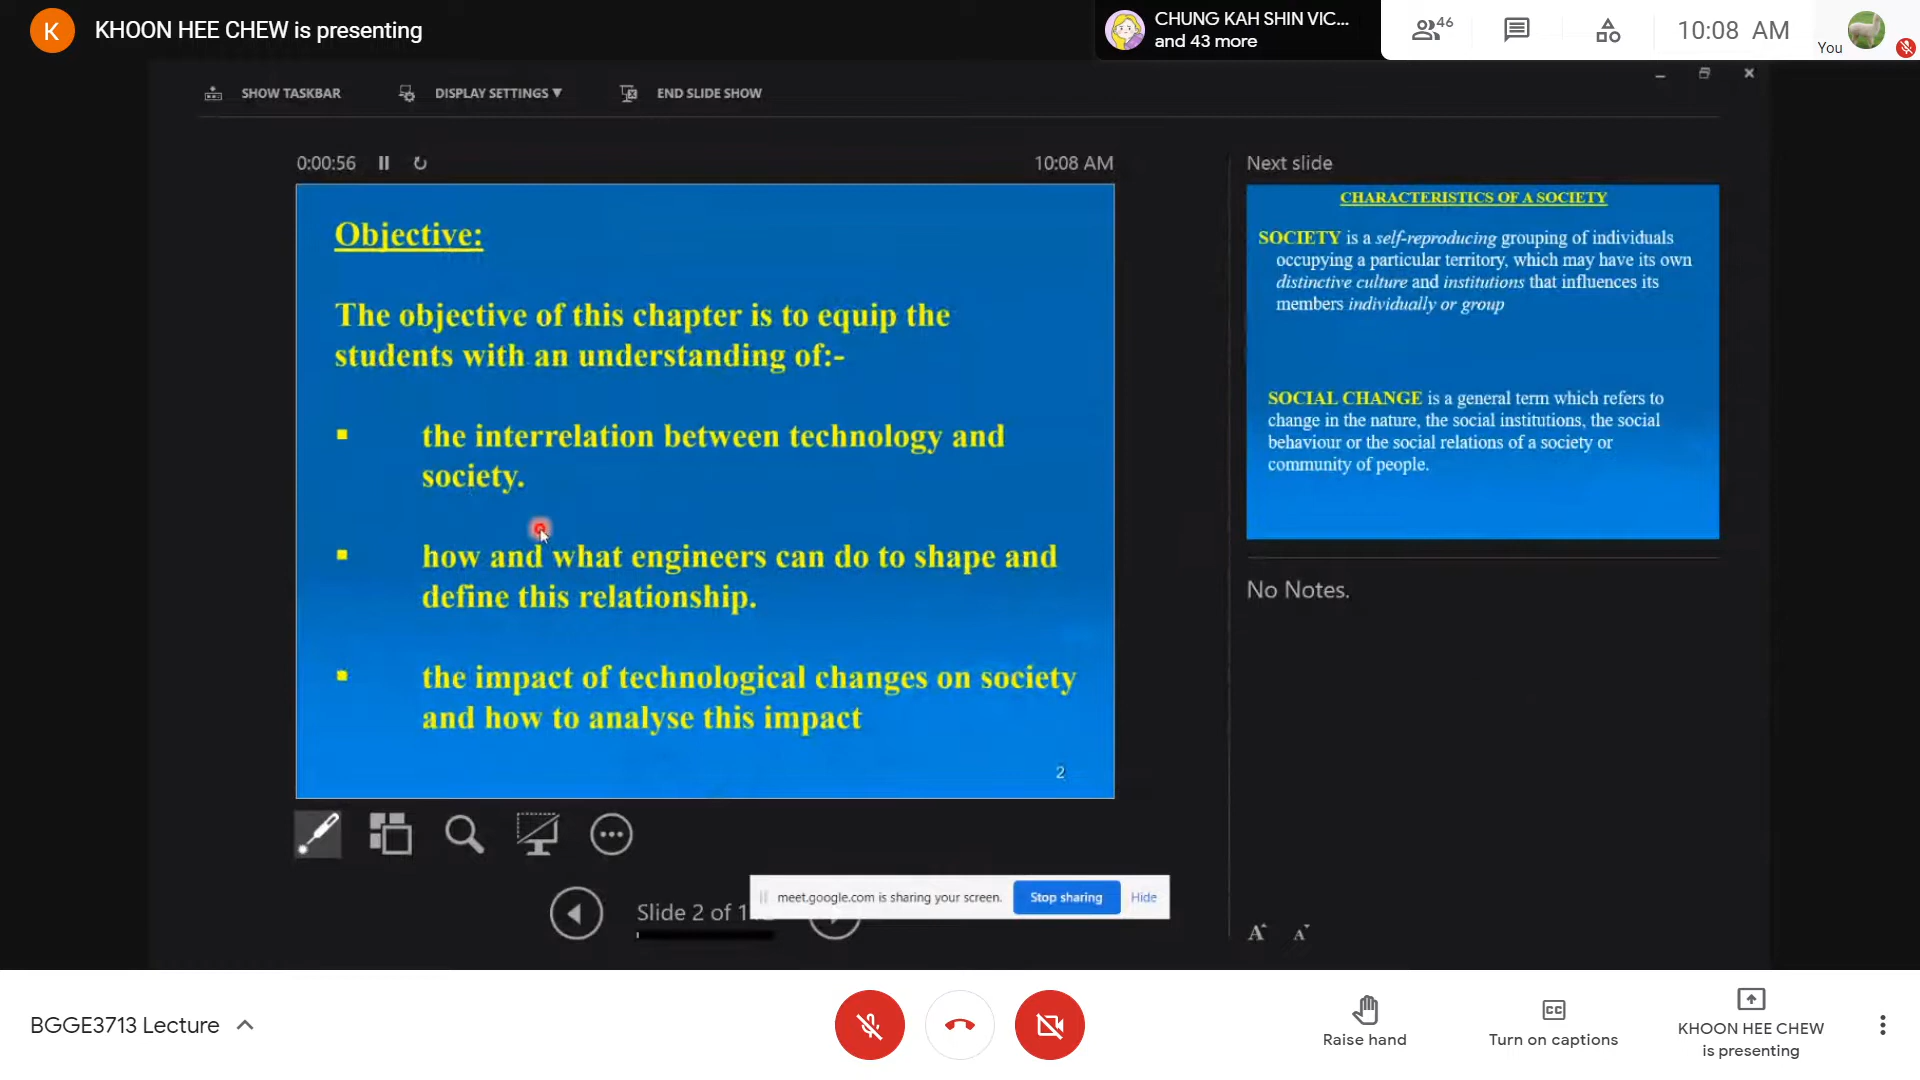 K
KHOON HEE CHEW is presenting
CHUNG KAH SHIN VIC...
and 43 more
46
10:08 AM
You
SHOW TASKBAR
DISPLAY SETTINGS ▼
END SLIDE SHOW
0:00:56
10:08 AM
Objective:
The objective of this chapter is to equip the
students with an understanding of:-
▪ the interrelation between technology and
society.
▪ how and what engineers can do to shape and
define this relationship.
▪ the impact of technological changes on society
and how to analyse this impact
2
Next slide
CHARACTERISTICS OF A SOCIETY
SOCIETY is a self-reproducing grouping of individuals
occupying a particular territory, which may have its own
distinctive culture and institutions that influences its
members individually or group
SOCIAL CHANGE is a general term which refers to
change in the nature, the social institutions, the social
behaviour or the social relations of a society or
community of people.
No Notes.
Slide 2 of
meet.google.com is sharing your screen.
Stop sharing
Hide
A A
BGGE3713 Lecture
Raise hand
CC
Turn on captions
KHOON HEE CHEW
is presenting